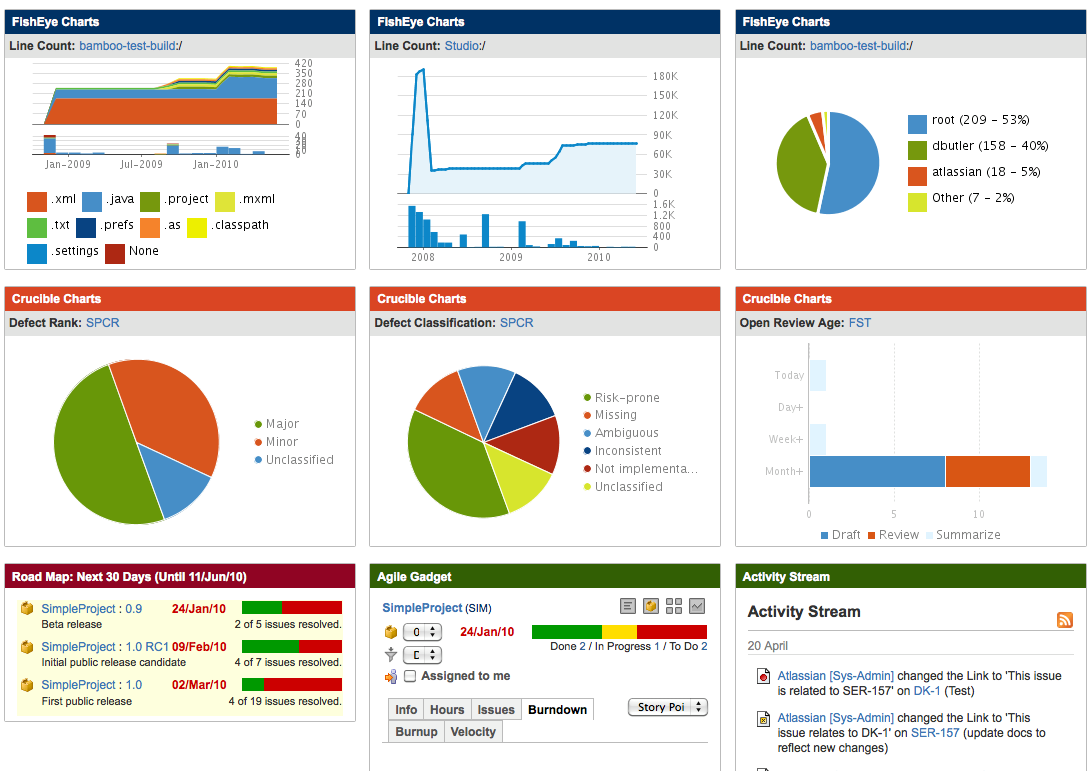 FishEye Charts
Line Count: bamboo-test-build:/
420
350
280
210
140
70
0
40
20
10
0
Jan-2009 Jul-2009 Jan-2010
.xml .java .project .mxml
.txt .prefs .as .classpath
.settings None
FishEye Charts
Line Count: Studio:/
180K
150K
120K
90K
60K
30K
0
1.6K
1.2K
800
400
0
2008 2009 2010
FishEye Charts
Line Count: bamboo-test-build:/
root (209 - 53%)
dbutler (158 - 40%)
atlassian (18 - 5%)
Other (7 - 2%)
Crucible Charts
Defect Rank: SPCR
Major
Minor
Unclassified
Crucible Charts
Defect Classification: SPCR
Risk-prone
Missing
Ambiguous
Inconsistent
Not implementa...
Unclassified
Crucible Charts
Open Review Age: FST
Today
Day+
Week+
Month+
0 5 10
Draft Review Summarize
Road Map: Next 30 Days (Until 11/Jun/10)
SimpleProject : 0.9 24/Jan/10
Beta release 2 of 5 issues resolved.
SimpleProject : 1.0 RC1 09/Feb/10
Initial public release candidate 4 of 7 issues resolved.
SimpleProject : 1.0 02/Mar/10
First public release 4 of 19 issues resolved.
Agile Gadget
SimpleProject (SIM)
24/Jan/10
Done 2 / In Progress 1 / To Do 2
Assigned to me
Info Hours Issues Burndown
Story Poi
Burnup Velocity
Activity Stream
Activity Stream
20 April
Atlassian [Sys-Admin] changed the Link to 'This issue
is related to SER-157' on DK-1 (Test)
Atlassian [Sys-Admin] changed the Link to 'This
issue relates to DK-1' on SER-157 (update docs to
reflect new changes)